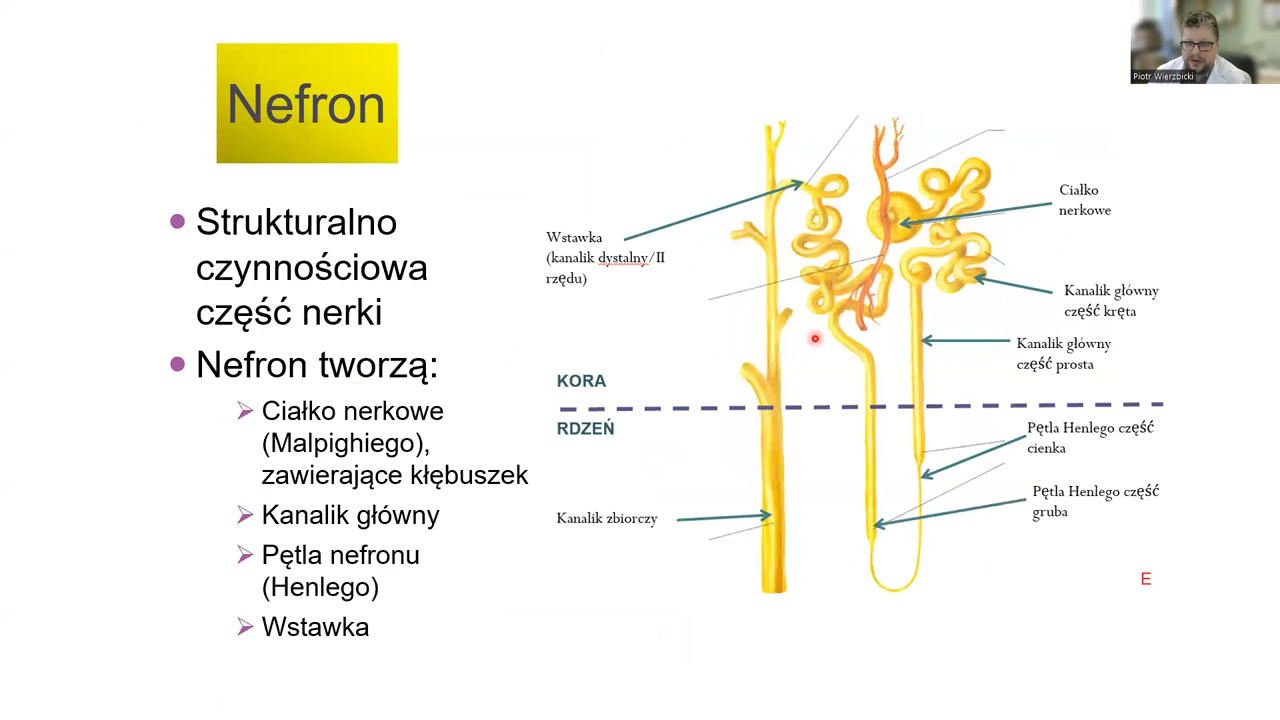 Nefron
Piotr Wierzbicki
Strukturalno
czynnościowa
część nerki
Nefron tworzą:
Ciałko nerkowe
(Malpighiego),
zawierające kłębuszek
Kanalik główny
Pętla nefronu
(Henlego)
Wstawka
Wstawka
(kanalik dystalny/II
rzędu)
Ciałko
nerkowe
Kanalik główny
część kręta
Kanalik główny
część prosta
KORA
RDZEŃ
Pętla Henlego część
cienka
Pętla Henlego część
gruba
Kanalik zbiorczy
E